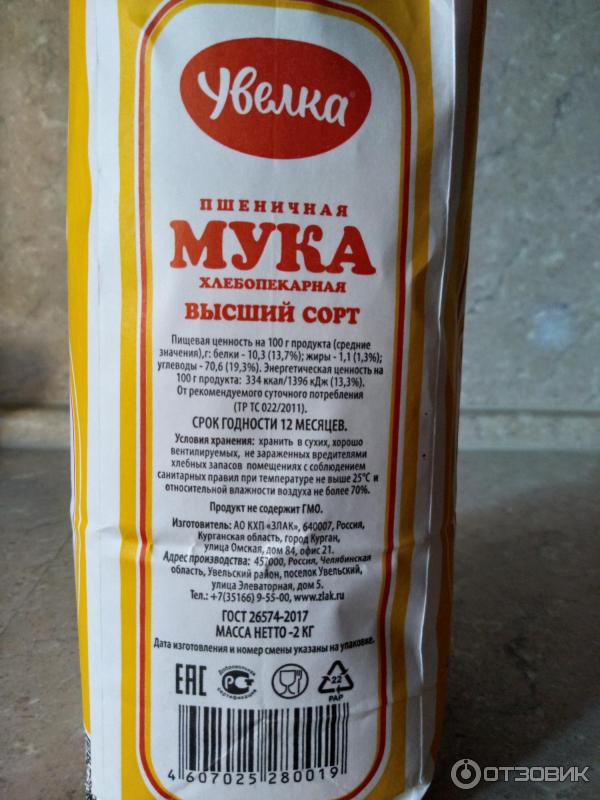 Увелка
ПШЕНИЧНАЯ
МУКА
ХЛЕБОПЕКАРНАЯ
ВЫСШИЙ СОРТ
Пищевая ценность на 100 г продукта (средние
значения),г: белки - 10,3 (13,7%); жиры - 1,1 (1,3%);
углеводы - 70,6 (19,3%). Энергетическая ценность на
100 г продукта: 334 ккал/1396 кДж (13,3%).
От рекомендуемого суточного потребления
(ТР ТС 022/2011).
СРОК ГОДНОСТИ 12 МЕСЯЦЕВ.
Условия хранения: хранить в сухих, хорошо
вентилируемых, не зараженных вредителями
хлебных запасов помещениях с соблюдением
санитарных правил при температуре не выше 25°С и
относительной влажности воздуха не более 70%.
Продукт не содержит ГМО.
Изготовитель: АО КХП «ЗЛАК», 640007, Россия,
Курганская область, город Курган,
улица Омская, дом 84, офис 21.
Адрес производства: 457000, Россия, Челябинская
область, Увельский район, поселок Увельский,
улица Элеваторная, дом 5.
Тел.: +7(35166) 9-55-00, www.zlak.ru
ГОСТ 26574-2017
МАССА НЕТТО -2 КГ
Дата изготовления и номер смены указаны на упаковке.
ЕАС
Добровольная
сертификация
22
PAP
4 607025 280019
ОТЗОВИК